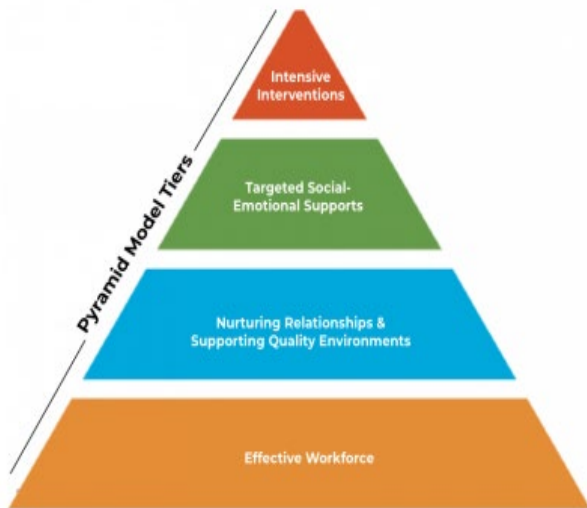 Pyramid Model Tiers
Intensive
Interventions
Targeted Social-
Emotional Supports
Nurturing Relationships &
Supporting Quality Environments
Effective Workforce